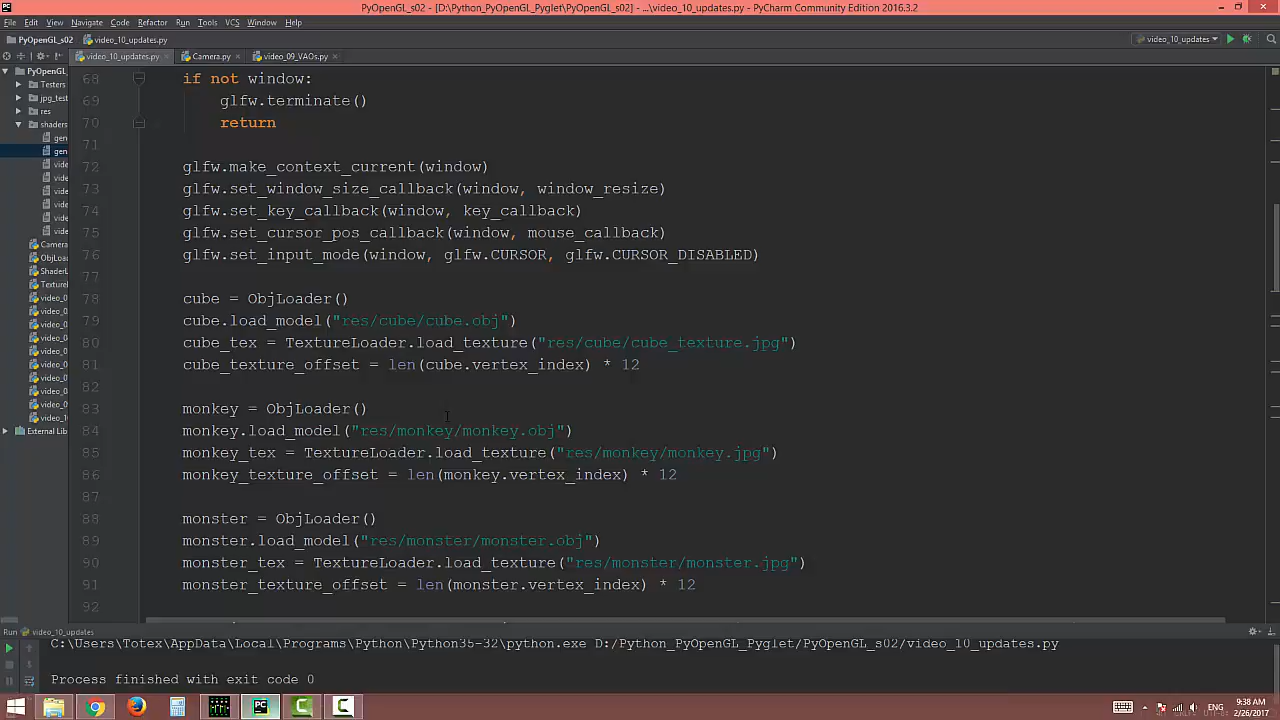 PyOpenGL_s02 - [D:\Python_PyOpenGL_Pyglet\PyOpenGL_s02] - ...\video_10_updates.py - PyCharm Community Edition 2016.3.2
File Edit View Navigate Code Refactor Run Tools VCS Window Help
PyOpenGL_s02 video_10_updates.py video_10_updates
video_10_updates.py Camera.py video_09_VAOs.py
PyOpenGL_
Testers
jpg_test
res
shaders
gen
gen
vide
vide
vide
vide
vide
vide
Camera
ObjLoa
ShaderL
Texture
video_0
video_0
video_0
video_0
video_0
video_0
video_0
video_0
video_0
video_1
External Lib
68 if not window:
69 glfw.terminate()
70 return
71
72 glfw.make_context_current(window)
73 glfw.set_window_size_callback(window, window_resize)
74 glfw.set_key_callback(window, key_callback)
75 glfw.set_cursor_pos_callback(window, mouse_callback)
76 glfw.set_input_mode(window, glfw.CURSOR, glfw.CURSOR_DISABLED)
77
78 cube = ObjLoader()
79 cube.load_model("res/cube/cube.obj")
80 cube_tex = TextureLoader.load_texture("res/cube/cube_texture.jpg")
81 cube_texture_offset = len(cube.vertex_index) * 12
82
83 monkey = ObjLoader()
84 monkey.load_model("res/monkey/monkey.obj")
85 monkey_tex = TextureLoader.load_texture("res/monkey/monkey.jpg")
86 monkey_texture_offset = len(monkey.vertex_index) * 12
87
88 monster = ObjLoader()
89 monster.load_model("res/monster/monster.obj")
90 monster_tex = TextureLoader.load_texture("res/monster/monster.jpg")
91 monster_texture_offset = len(monster.vertex_index) * 12
92
Run video_10_updates
C:\Users\Totex\AppData\Local\Programs\Python\Python35-32\python.exe D:/Python_PyOpenGL_Pyglet/PyOpenGL_s02/video_10_updates.py
Process finished with exit code 0
ENG 9:38 AM
2/26/2017